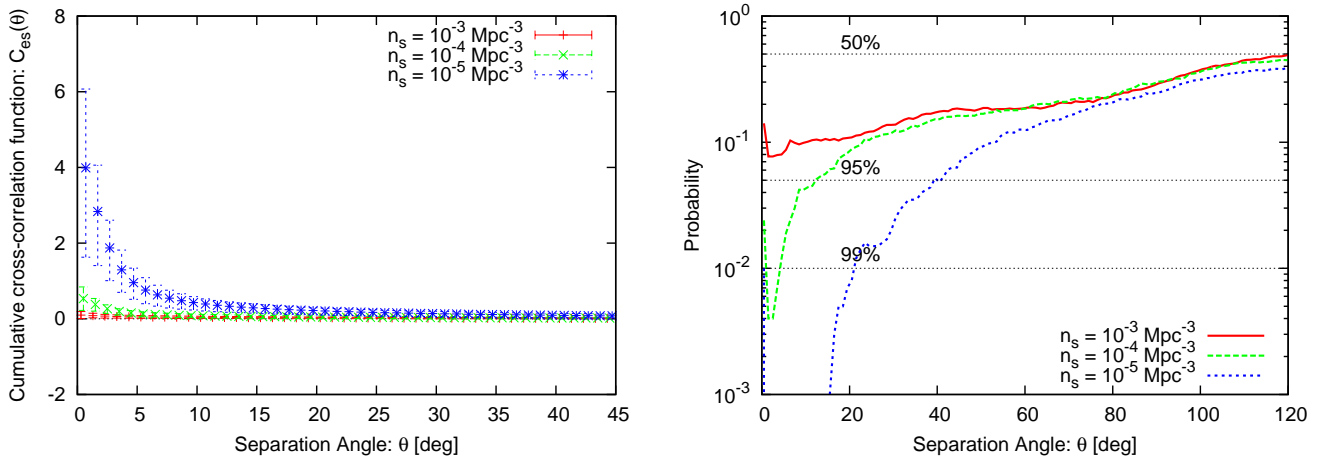 Cumulative cross-correlation function: C_es(θ)
8
6
4
2
0
-2
n_s = 10^-3 Mpc^-3
n_s = 10^-4 Mpc^-3
n_s = 10^-5 Mpc^-3
0 5 10 15 20 25 30 35 40 45
Separation Angle: θ [deg]
Probability
10^0
10^-1
10^-2
10^-3
50%
95%
99%
n_s = 10^-3 Mpc^-3
n_s = 10^-4 Mpc^-3
n_s = 10^-5 Mpc^-3
0 20 40 60 80 100 120
Separation Angle: θ [deg]